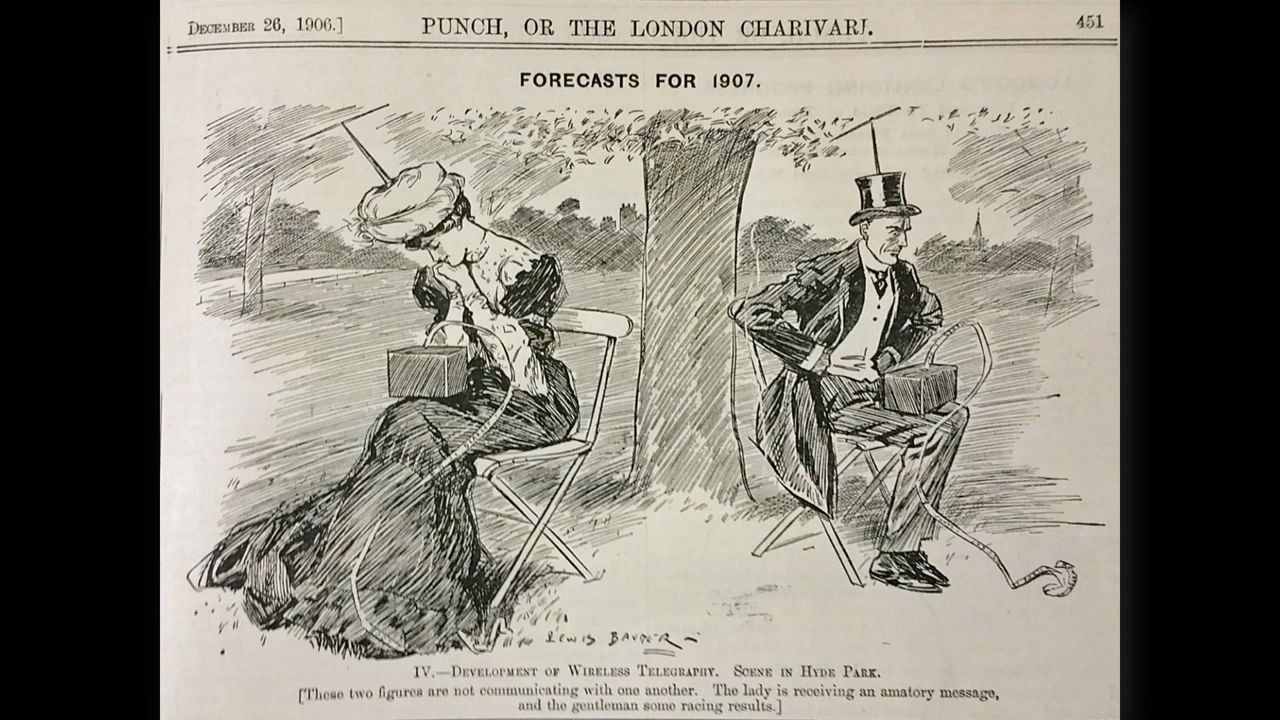 DECEMBER 26, 1906.]
PUNCH, OR THE LONDON CHARIVARI.
451
FORECASTS FOR 1907.
LEWIS BAUMER
IV.—DEVELOPMENT OF WIRELESS TELEGRAPHY. SCENE IN HYDE PARK.
[These two figures are not communicating with one another. The lady is receiving an amatory message,
and the gentleman some racing results.]